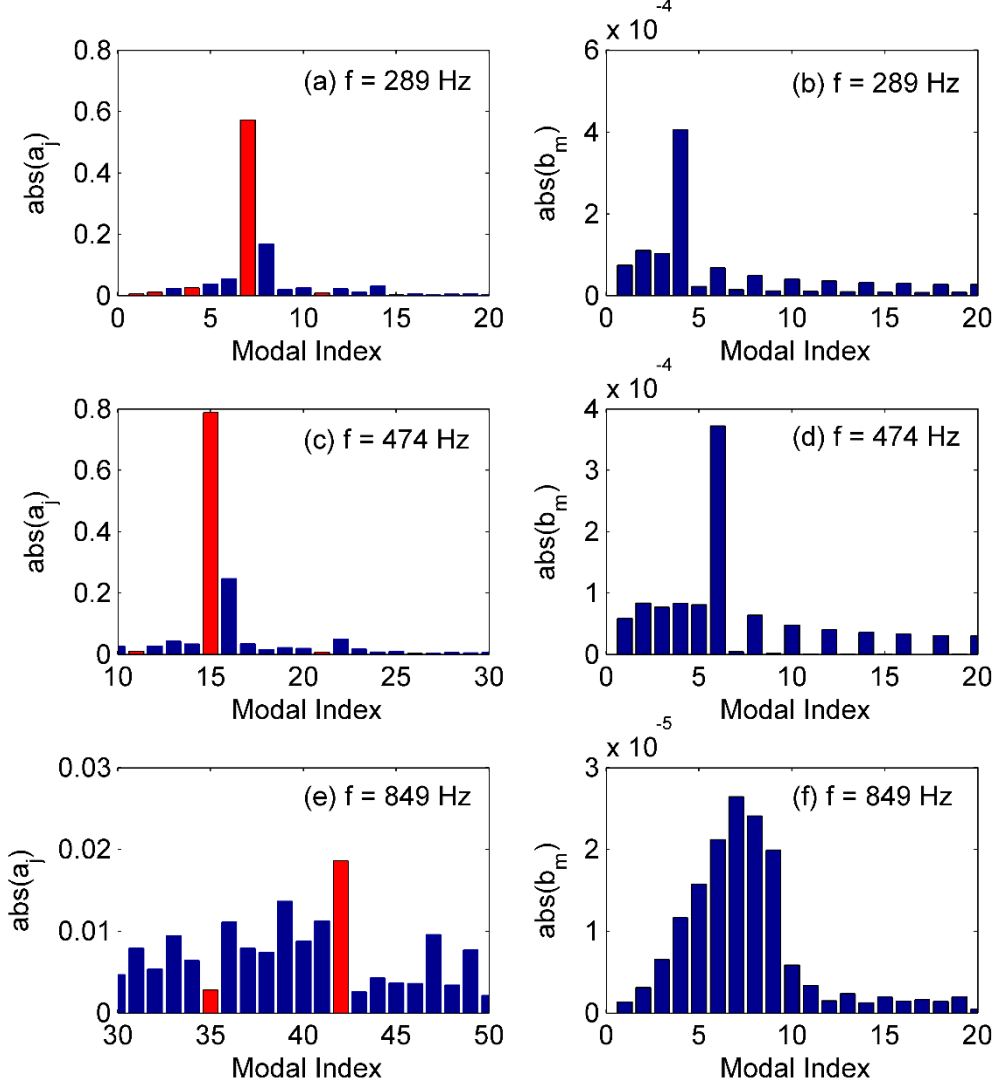 (a) f = 289 Hz
abs(a_j)
0.8
0.6
0.4
0.2
0
0 5 10 15 20
Modal Index
x 10^-4
(b) f = 289 Hz
abs(b_m)
6
4
2
0
0 5 10 15 20
Modal Index
(c) f = 474 Hz
abs(a_j)
0.8
0.6
0.4
0.2
0
10 15 20 25 30
Modal Index
x 10^-4
(d) f = 474 Hz
abs(b_m)
4
3
2
1
0
0 5 10 15 20
Modal Index
(e) f = 849 Hz
abs(a_j)
0.03
0.02
0.01
0
30 35 40 45 50
Modal Index
x 10^-5
(f) f = 849 Hz
abs(b_m)
3
2
1
0
0 5 10 15 20
Modal Index